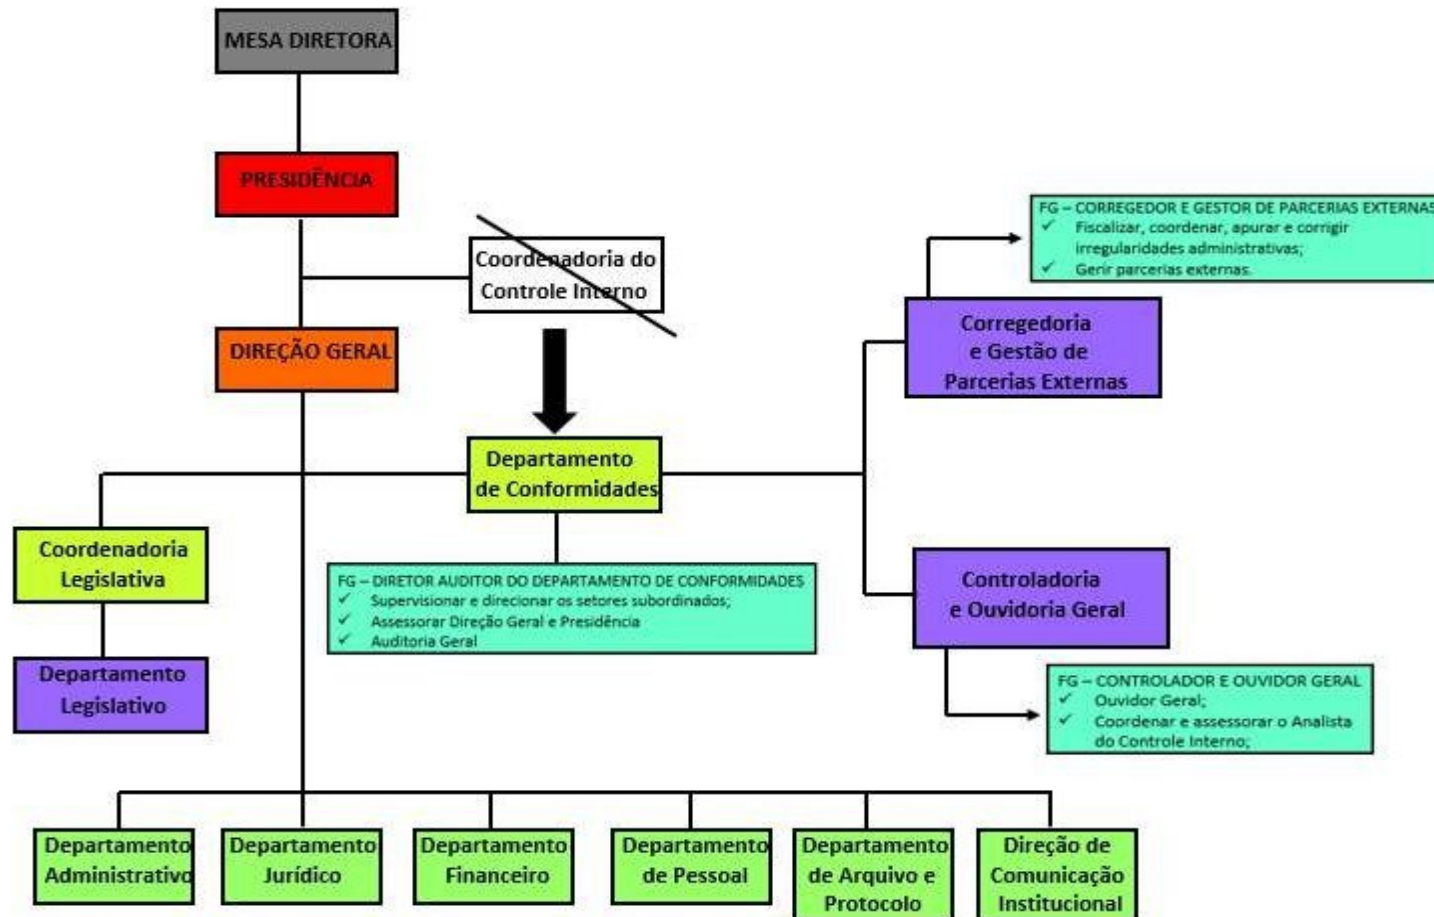 MESA DIRETORA
PRESIDÊNCIA
Coordenadoria do
Controle Interno
DIREÇÃO GERAL
FG – CORREGEDOR E GESTOR DE PARCERIAS EXTERNAS
✓ Fiscalizar, coordenar, apurar e corrigir
irregularidades administrativas;
✓ Gerir parcerias externas.
Corregedoria
e Gestão de
Parcerias Externas
Departamento
de Conformidades
Coordenadoria
Legislativa
FG – DIRETOR AUDITOR DO DEPARTAMENTO DE CONFORMIDADES
✓ Supervisionar e direcionar os setores subordinados;
✓ Assessorar Direção Geral e Presidência
✓ Auditoria Geral
Controladoria
e Ouvidoria Geral
Departamento
Legislativo
FG – CONTROLADOR E OUVIDOR GERAL
✓ Ouvidor Geral;
✓ Coordenar e assessorar o Analista
do Controle Interno;
Departamento
Administrativo
Departamento
Jurídico
Departamento
Financeiro
Departamento
de Pessoal
Departamento
de Arquivo e
Protocolo
Direção de
Comunicação
Institucional